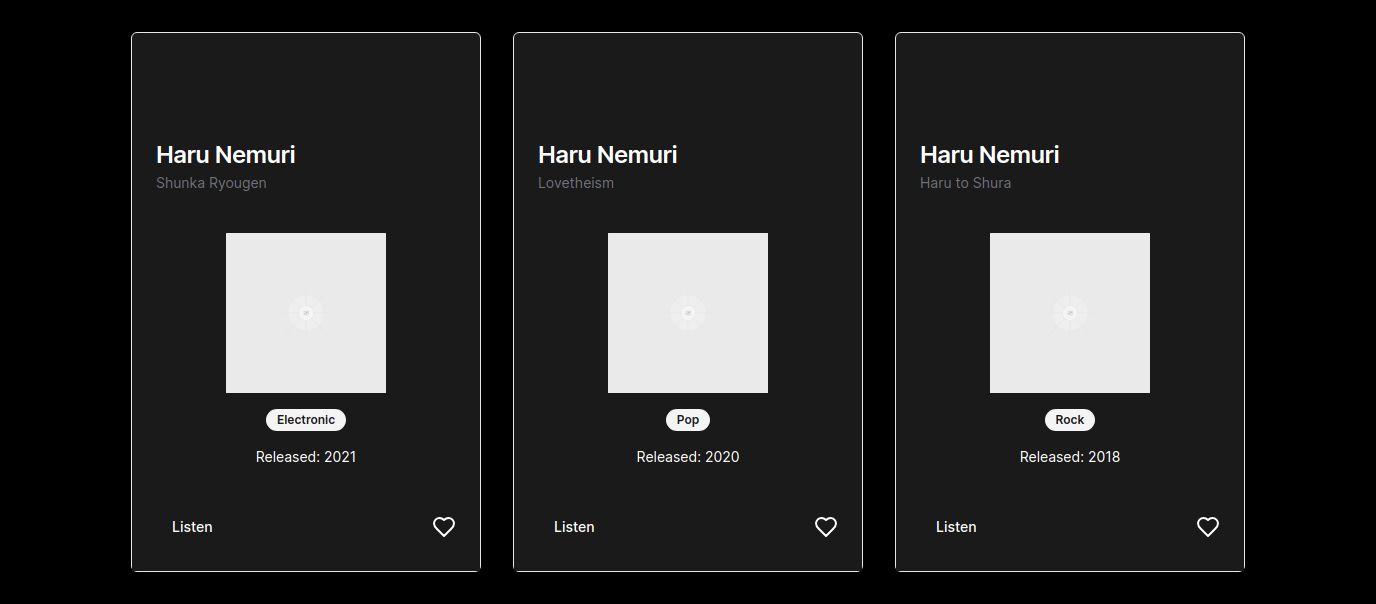 Haru Nemuri
Shunka Ryougen
Electronic
Released: 2021
Listen
Haru Nemuri
Lovetheism
Pop
Released: 2020
Listen
Haru Nemuri
Haru to Shura
Rock
Released: 2018
Listen